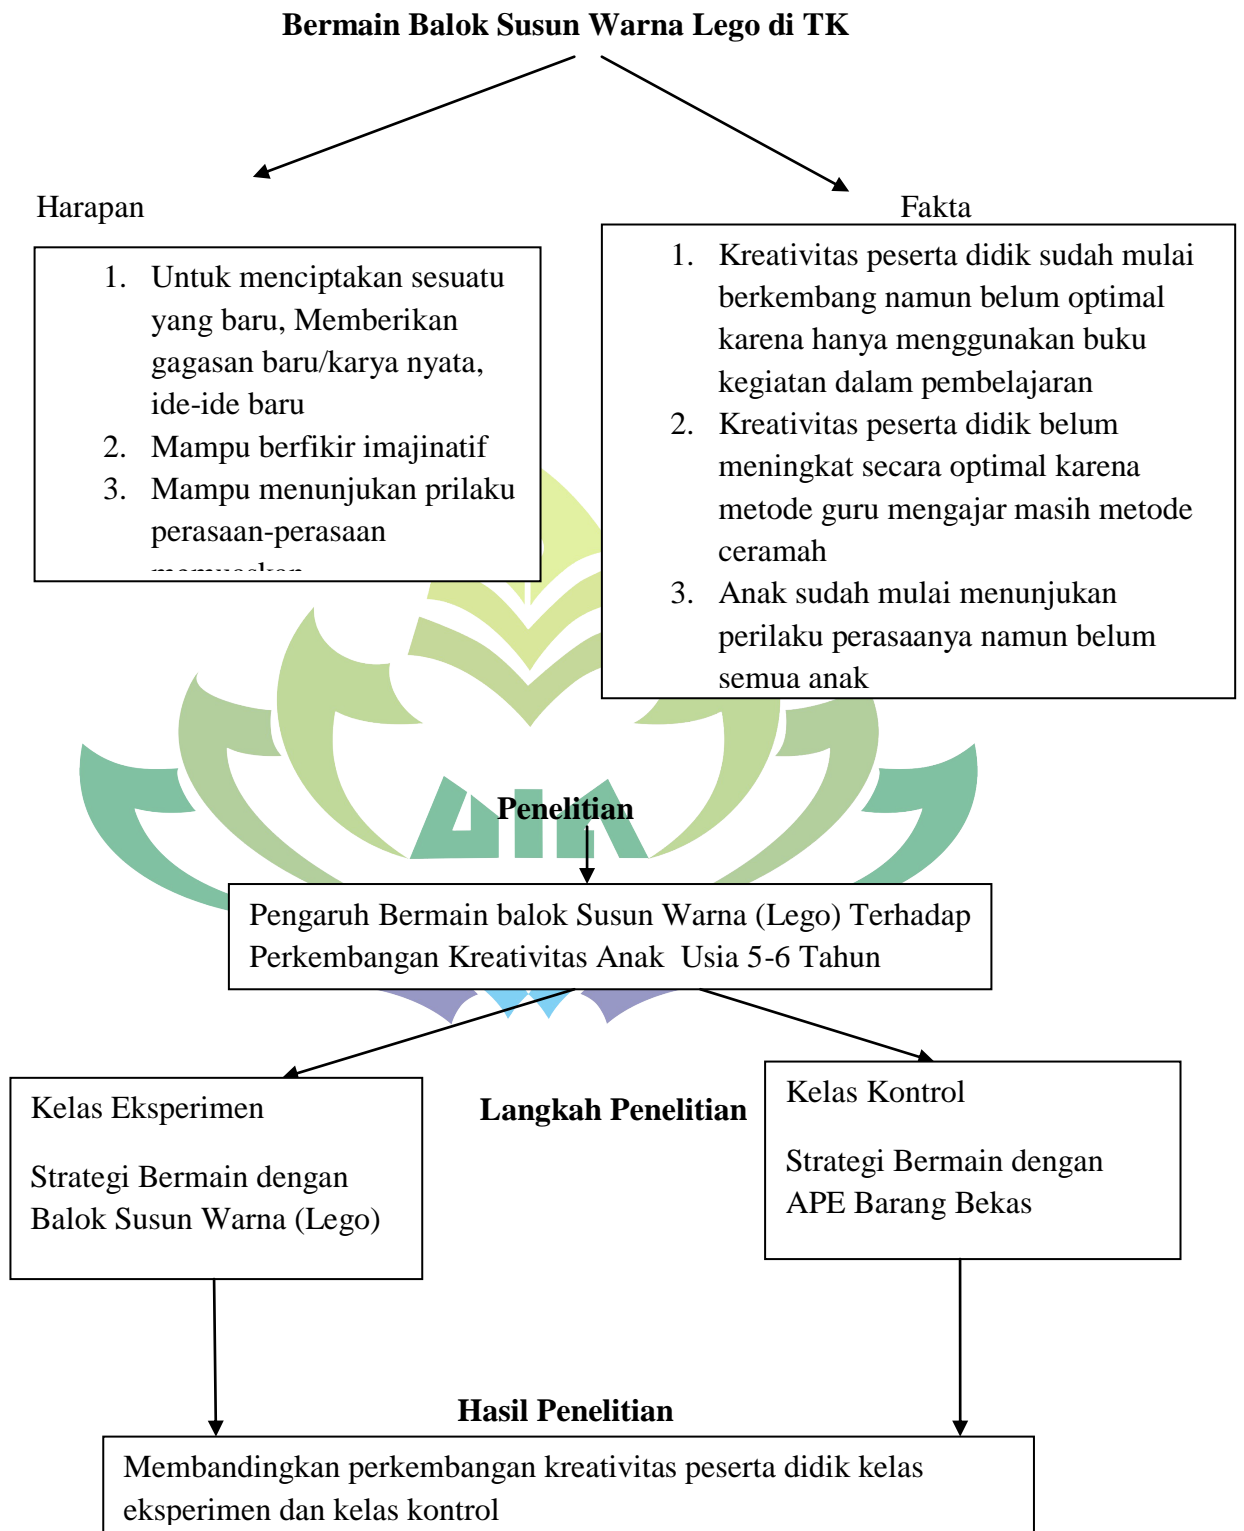 Bermain Balok Susun Warna Lego di TK
Harapan
1. Untuk menciptakan sesuatu
yang baru, Memberikan
gagasan baru/karya nyata,
ide-ide baru
2. Mampu berfikir imajinatif
3. Mampu menunjukan prilaku
perasaan-perasaan
Fakta
1. Kreativitas peserta didik sudah mulai
berkembang namun belum optimal
karena hanya menggunakan buku
kegiatan dalam pembelajaran
2. Kreativitas peserta didik belum
meningkat secara optimal karena
metode guru mengajar masih metode
ceramah
3. Anak sudah mulai menunjukan
perilaku perasaanya namun belum
semua anak
Penelitian
Pengaruh Bermain balok Susun Warna (Lego) Terhadap
Perkembangan Kreativitas Anak Usia 5-6 Tahun
Kelas Eksperimen
Strategi Bermain dengan
Balok Susun Warna (Lego)
Langkah Penelitian
Kelas Kontrol
Strategi Bermain dengan
APE Barang Bekas
Hasil Penelitian
Membandingkan perkembangan kreativitas peserta didik kelas
eksperimen dan kelas kontrol